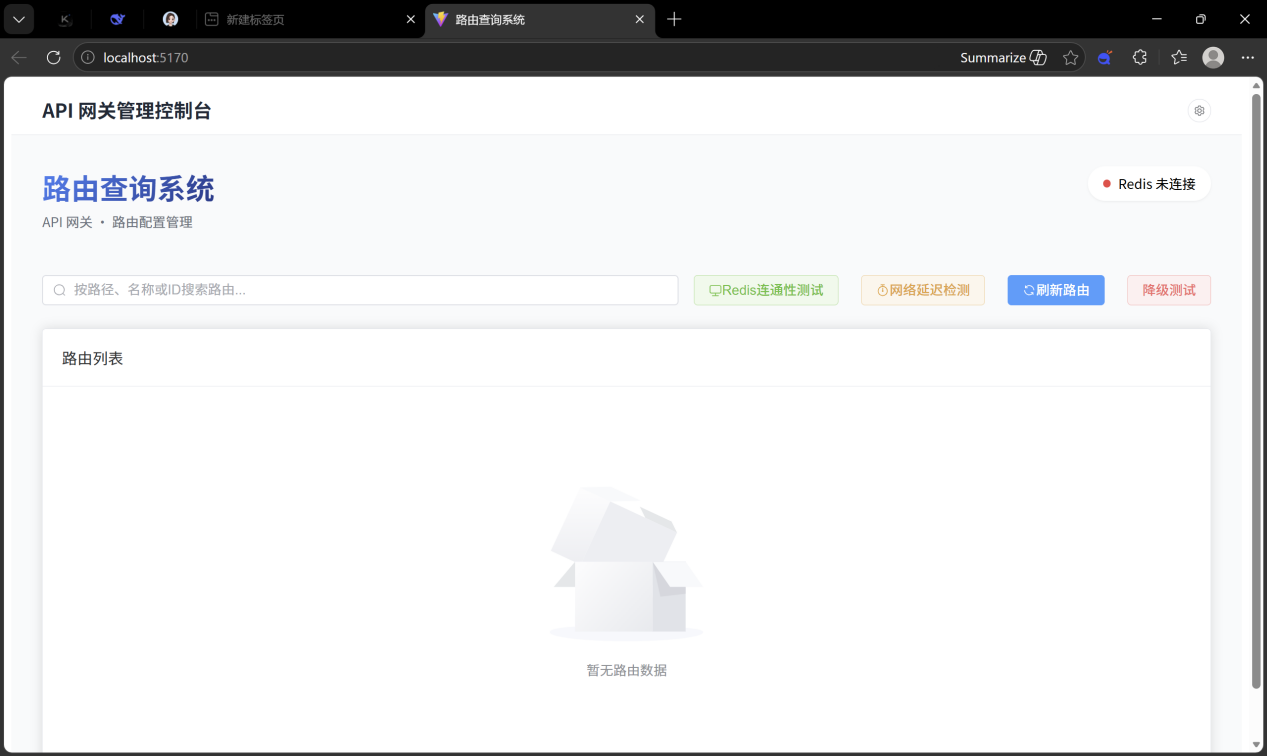 新建标签页
路由查询系统
localhost:5170
Summarize
API 网关管理控制台
路由查询系统
Redis 未连接
API 网关 • 路由配置管理
按路径、名称或ID搜索路由...
Redis连通性测试
网络延迟检测
刷新路由
降级测试
路由列表
暂无路由数据